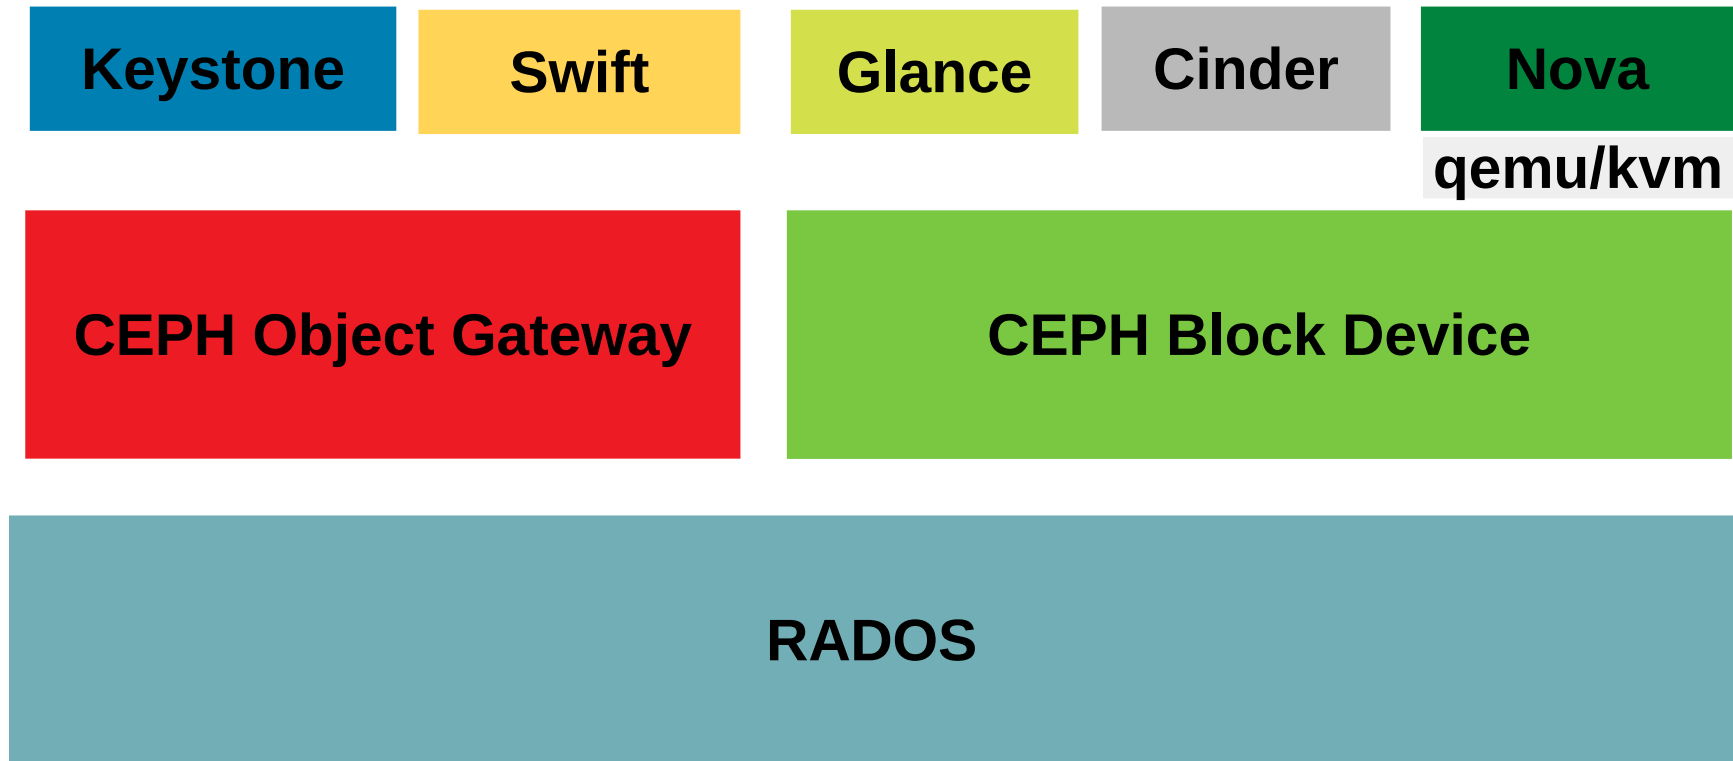 Keystone
Swift
Glance
Cinder
Nova
qemu/kvm
CEPH Object Gateway
CEPH Block Device
RADOS